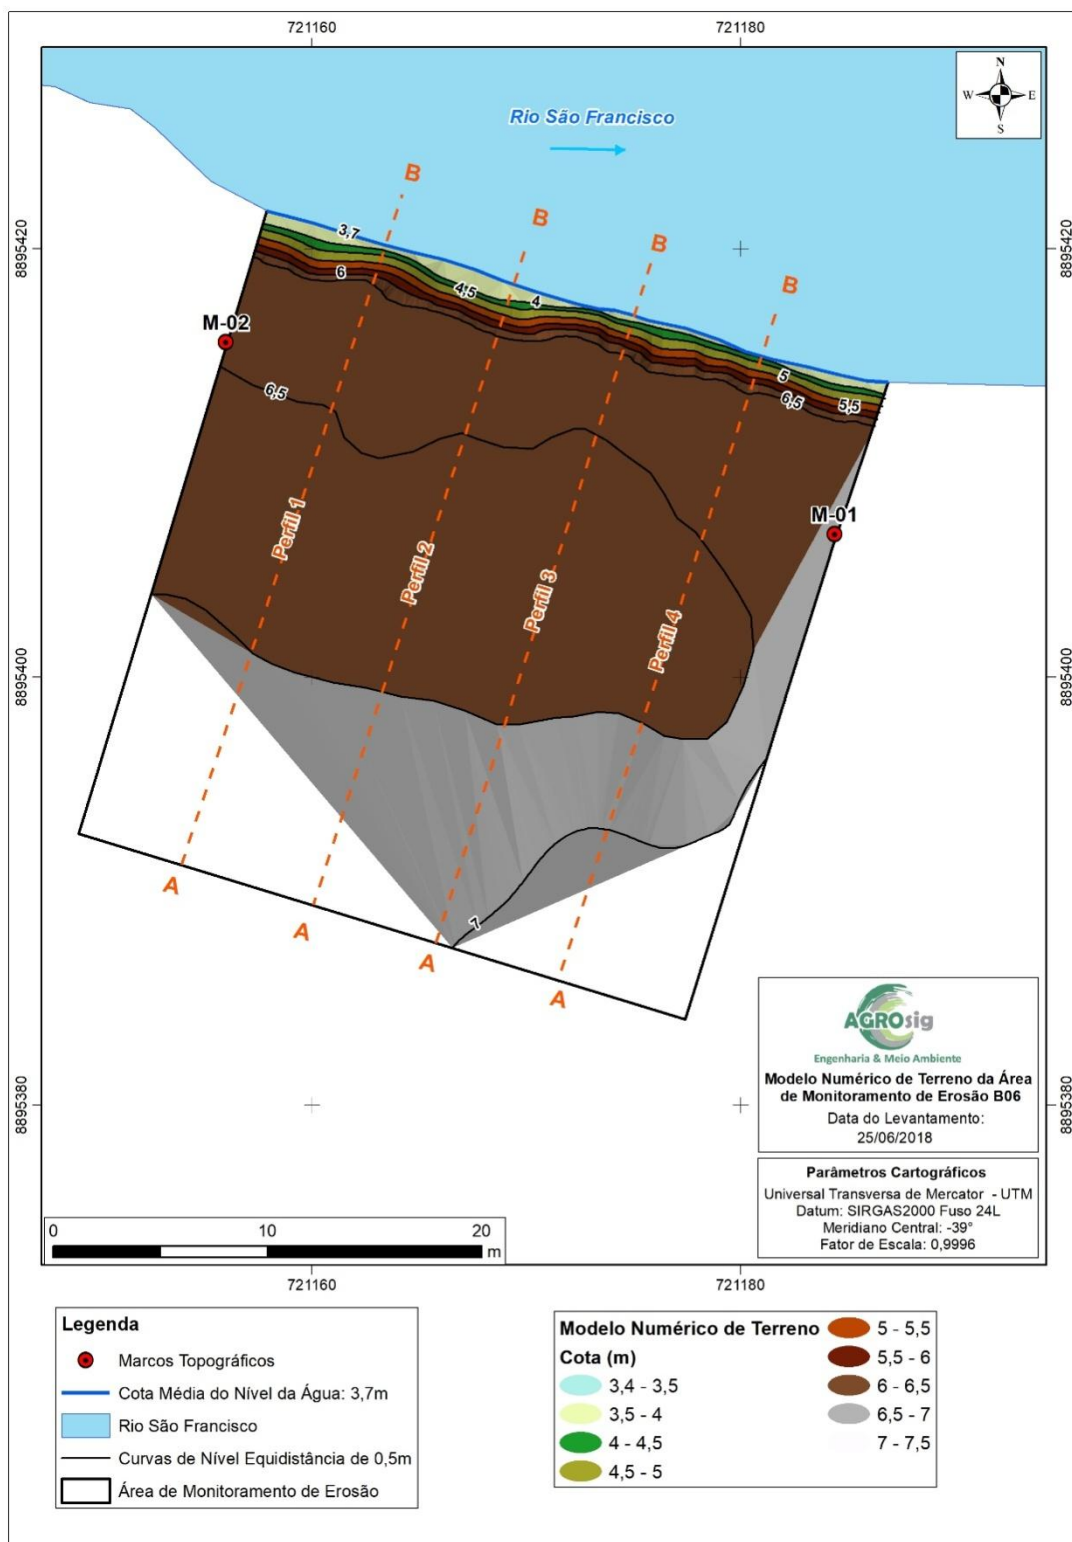 721160
721180
N
W
E
S
Rio São Francisco
B
B
B
B
8895420
8895420
3,7
6
4,5
4
5
6,5
5,5
M-02
6,5
M-01
Perfil 1
Perfil 2
Perfil 3
Perfil 4
8895400
8895400
7
A
A
A
A
AGROsig
Engenharia & Meio Ambiente
Modelo Numérico de Terreno da Área
de Monitoramento de Erosão B06
Data do Levantamento:
25/06/2018
8895380
8895380
Parâmetros Cartográficos
Universal Transversa de Mercator - UTM
Datum: SIRGAS2000 Fuso 24L
Meridiano Central: -39°
Fator de Escala: 0,9996
0
10
20
m
721160
721180
Legenda
Marcos Topográficos
Cota Média do Nível da Água: 3,7m
Rio São Francisco
Curvas de Nível Equidistância de 0,5m
Área de Monitoramento de Erosão
Modelo Numérico de Terreno
Cota (m)
3,4 - 3,5
3,5 - 4
4 - 4,5
4,5 - 5
5 - 5,5
5,5 - 6
6 - 6,5
6,5 - 7
7 - 7,5